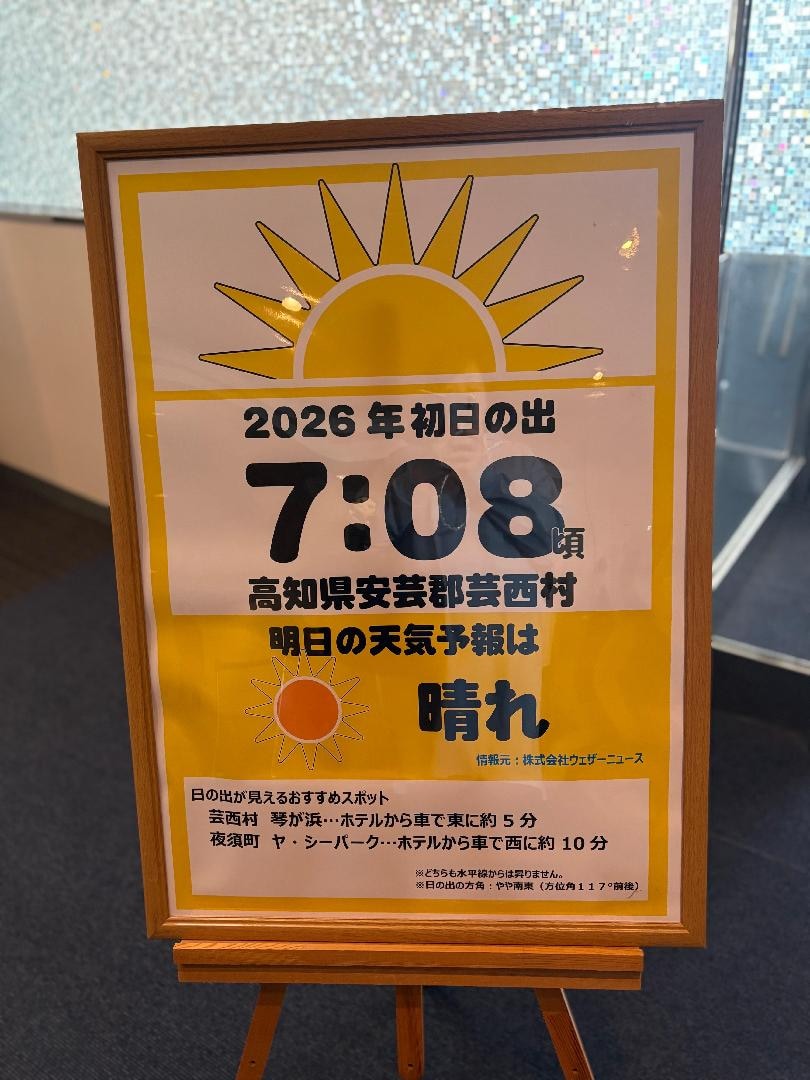 2026年初日の出
7:08頃
高知県安芸郡芸西村
明日の天気予報は
晴れ
情報元：株式会社ウェザーニュース
日の出が見えるおすすめスポット
芸西村 琴が浜…ホテルから車で東に約５分
夜須町 ヤ・シーパーク…ホテルから車で西に約10分
※どちらも水平線からは昇りません。
※日の出の方角：やや南東（方位角１１７°前後）